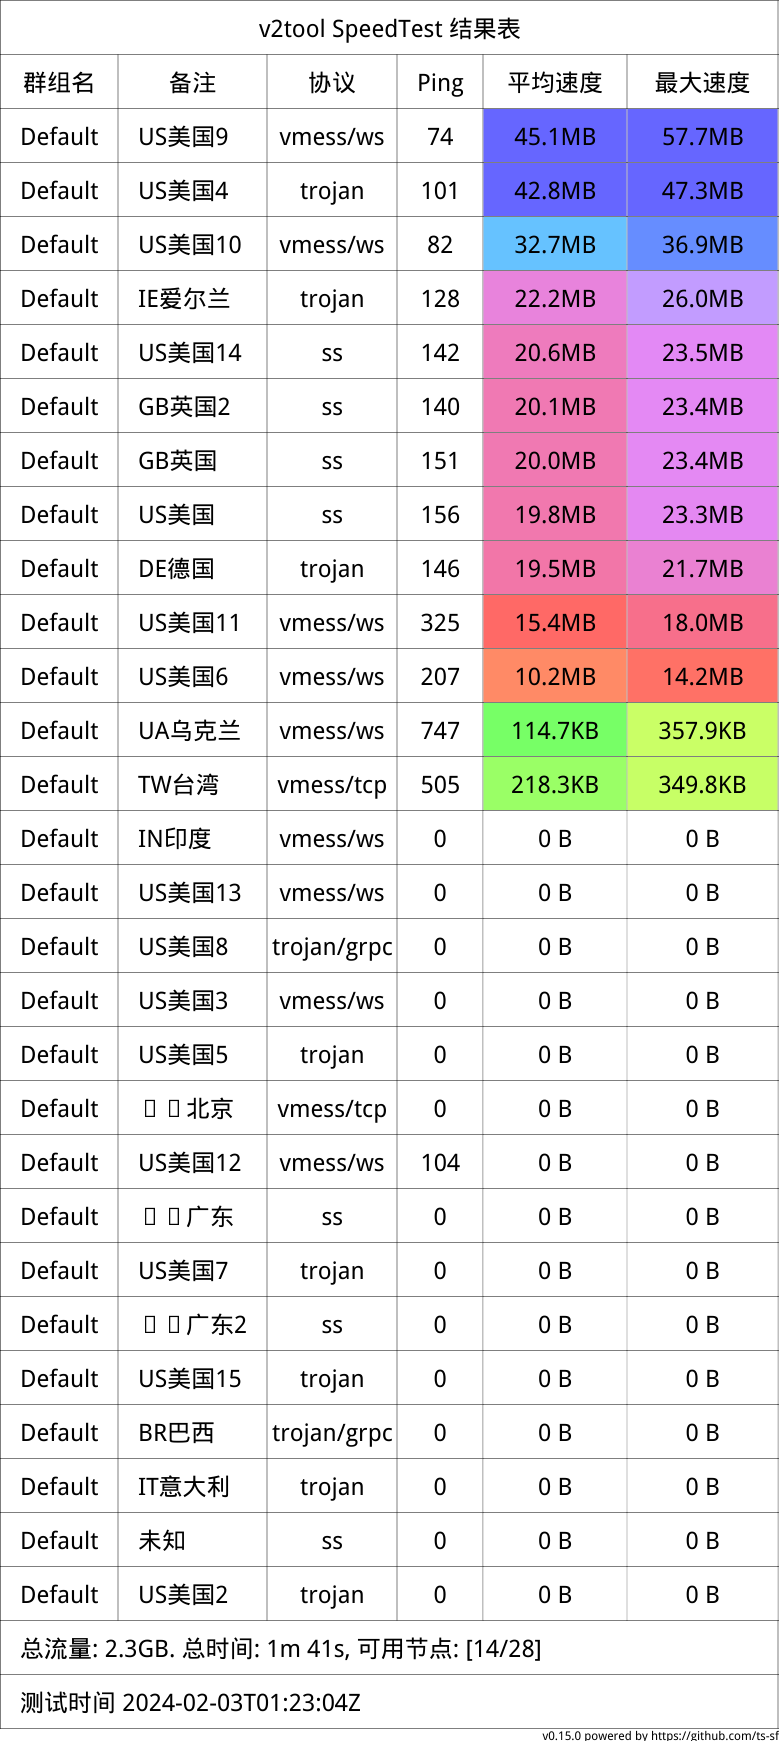 v2tool SpeedTest 结果表
群组名 备注 协议 Ping 平均速度 最大速度
Default US美国9 vmess/ws 74 45.1MB 57.7MB
Default US美国4 trojan 101 42.8MB 47.3MB
Default US美国10 vmess/ws 82 32.7MB 36.9MB
Default IE爱尔兰 trojan 128 22.2MB 26.0MB
Default US美国14 ss 142 20.6MB 23.5MB
Default GB英国2 ss 140 20.1MB 23.4MB
Default GB英国 ss 151 20.0MB 23.4MB
Default US美国 ss 156 19.8MB 23.3MB
Default DE德国 trojan 146 19.5MB 21.7MB
Default US美国11 vmess/ws 325 15.4MB 18.0MB
Default US美国6 vmess/ws 207 10.2MB 14.2MB
Default UA乌克兰 vmess/ws 747 114.7KB 357.9KB
Default TW台湾 vmess/tcp 505 218.3KB 349.8KB
Default IN印度 vmess/ws 0 0 B 0 B
Default US美国13 vmess/ws 0 0 B 0 B
Default US美国8 trojan/grpc 0 0 B 0 B
Default US美国3 vmess/ws 0 0 B 0 B
Default US美国5 trojan 0 0 B 0 B
Default 北京 vmess/tcp 0 0 B 0 B
Default US美国12 vmess/ws 104 0 B 0 B
Default 广东 ss 0 0 B 0 B
Default US美国7 trojan 0 0 B 0 B
Default 广东2 ss 0 0 B 0 B
Default US美国15 trojan 0 0 B 0 B
Default BR巴西 trojan/grpc 0 0 B 0 B
Default IT意大利 trojan 0 0 B 0 B
Default 未知 ss 0 0 B 0 B
Default US美国2 trojan 0 0 B 0 B
总流量: 2.3GB. 总时间: 1m 41s, 可用节点: [14/28]
测试时间 2024-02-03T01:23:04Z
v0.15.0 powered by https://github.com/ts-sf